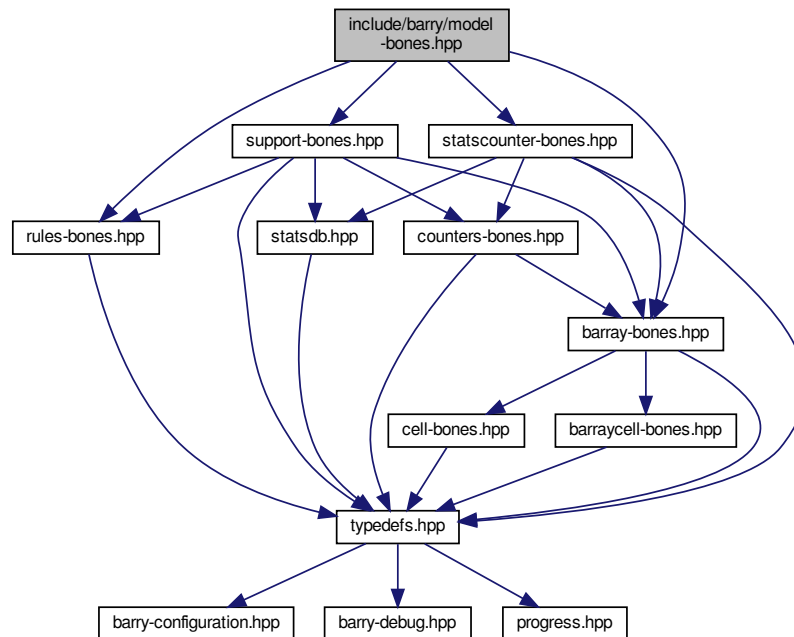 include/barry/model
-bones.hpp
support-bones.hpp
statscounter-bones.hpp
rules-bones.hpp
statsdb.hpp
counters-bones.hpp
barray-bones.hpp
cell-bones.hpp
barraycell-bones.hpp
typedefs.hpp
barry-configuration.hpp
barry-debug.hpp
progress.hpp